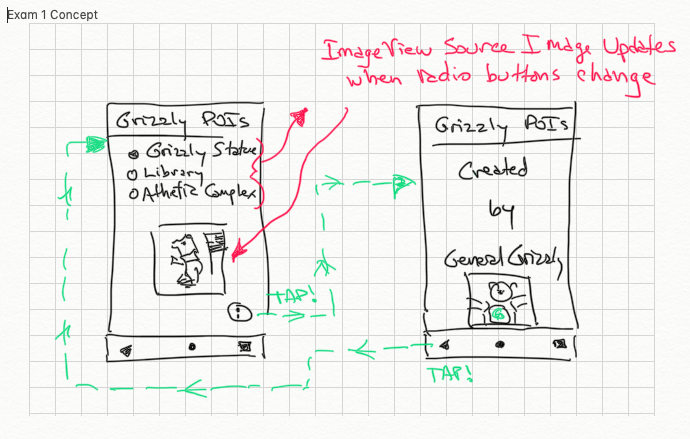 Exam 1 Concept
ImageView Source Image Updates
when radio buttons change
Grizzly POIs
Grizzly Statue
Library
Athletic Complex
i
TAP!
Grizzly POIs
Created
by
General Grizzly
G
TAP!